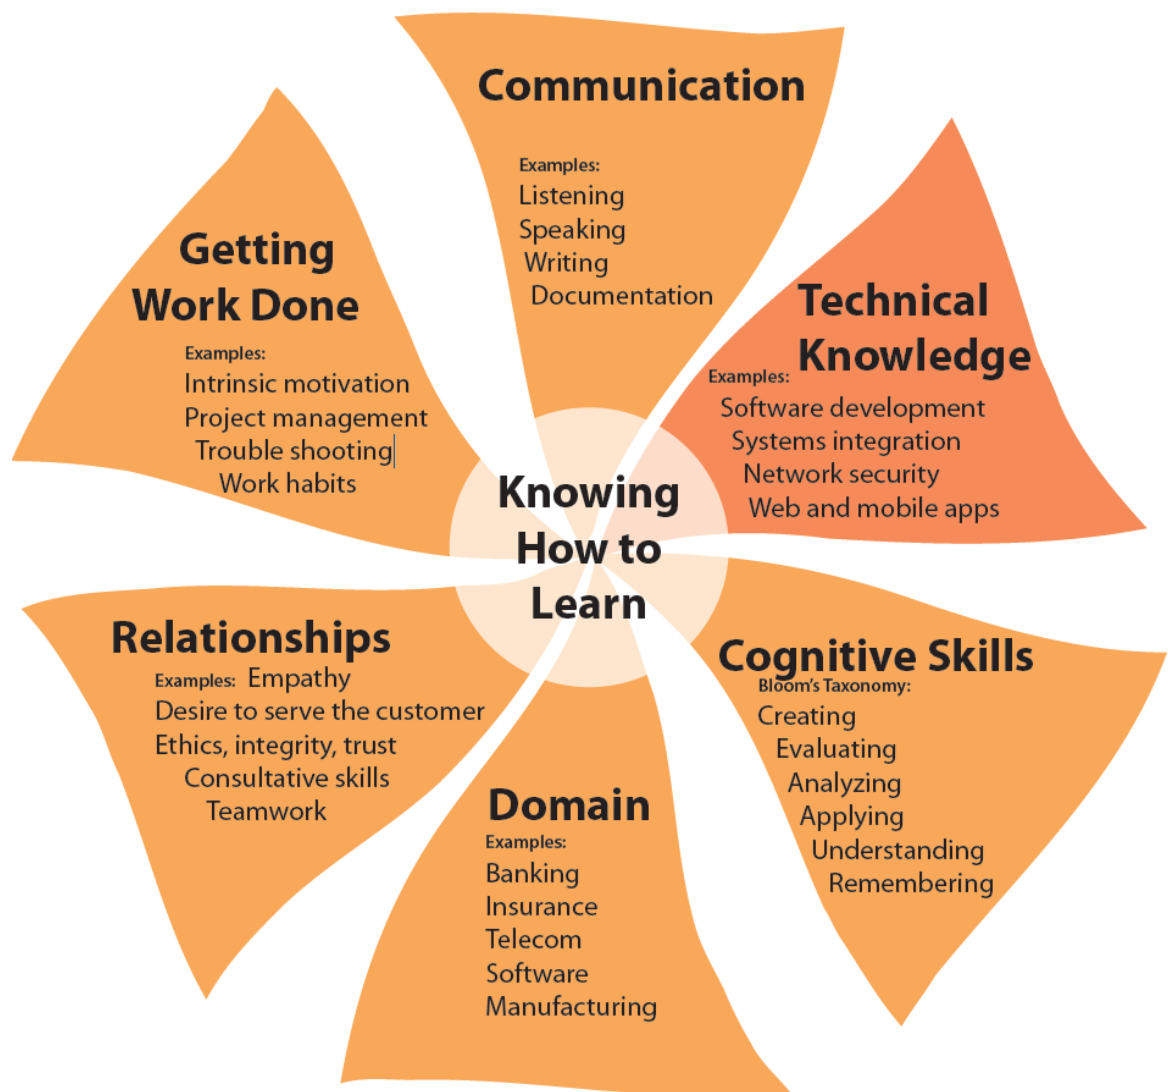 Communication
Examples:
Listening
Speaking
Writing
Documentation
Technical
Knowledge
Examples:
Software development
Systems integration
Network security
Web and mobile apps
Cognitive Skills
Bloom's Taxonomy:
Creating
Evaluating
Analyzing
Applying
Understanding
Remembering
Domain
Examples:
Banking
Insurance
Telecom
Software
Manufacturing
Relationships
Examples: Empathy
Desire to serve the customer
Ethics, integrity, trust
Consultative skills
Teamwork
Getting
Work Done
Examples:
Intrinsic motivation
Project management
Trouble shooting
Work habits
Knowing
How to
Learn